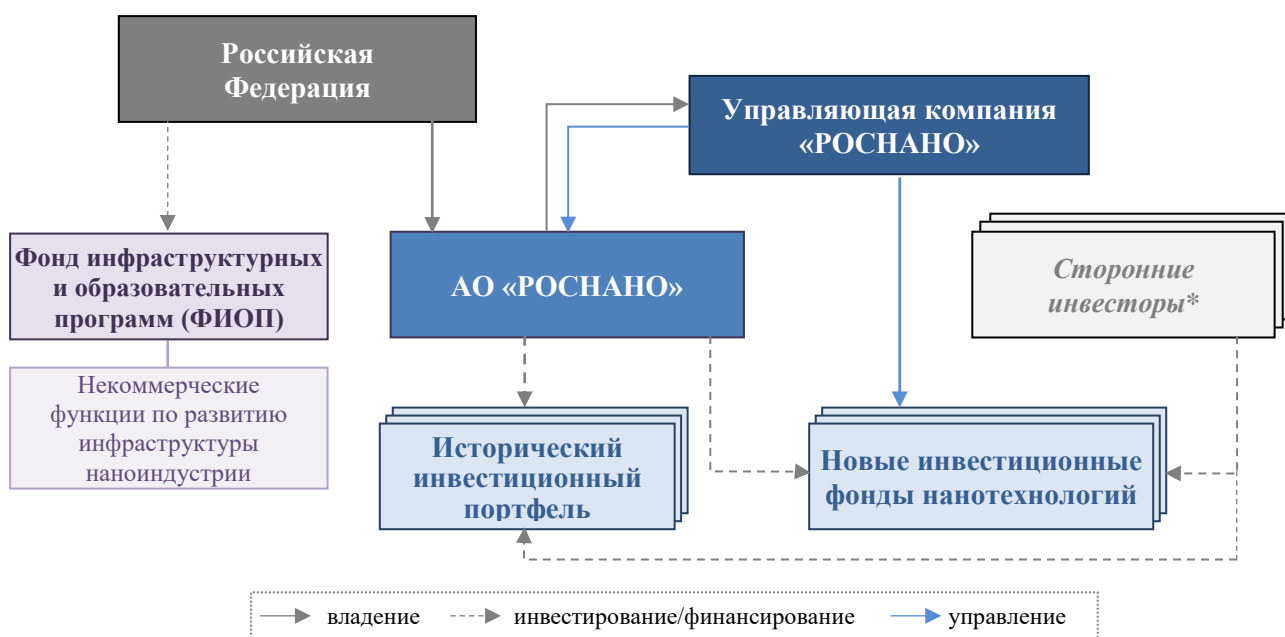 Российская
Федерация
Управляющая компания
«РОСНАНО»
Фонд инфраструктурных
и образовательных
программ (ФИОП)
АО «РОСНАНО»
Сторонние
инвесторы*
Некоммерческие
функции по развитию
инфраструктуры
наноиндустрии
Исторический
инвестиционный
портфель
Новые инвестиционные
фонды нанотехнологий
владение
инвестирование/финансирование
управление